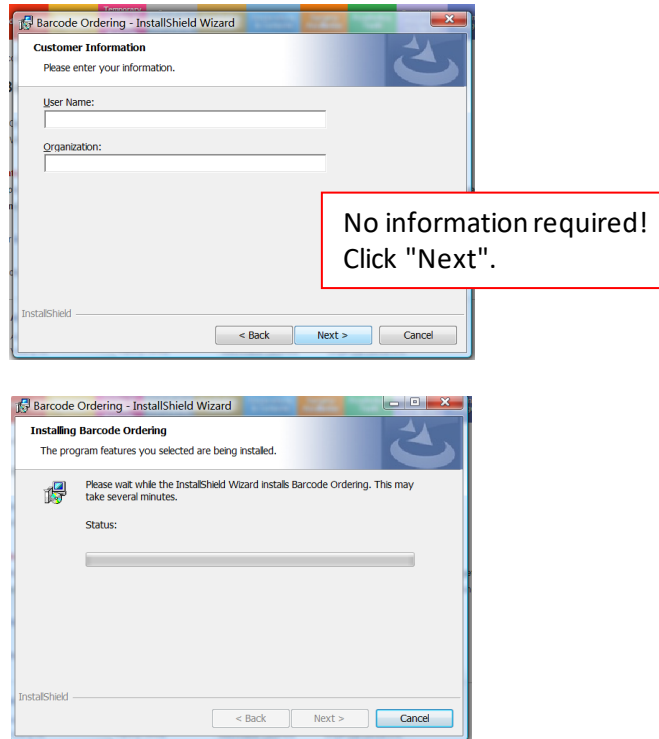 Temporary
Barcode Ordering - InstallShield Wizard
Customer Information
Please enter your information.
User Name:
Organization:
No information required!
Click "Next".
InstallShield
< Back
Next >
Cancel
Barcode Ordering - InstallShield Wizard
Installing Barcode Ordering
The program features you selected are being installed.
Please wait while the InstallShield Wizard installs Barcode Ordering. This may
take several minutes.
Status:
InstallShield
< Back
Next >
Cancel